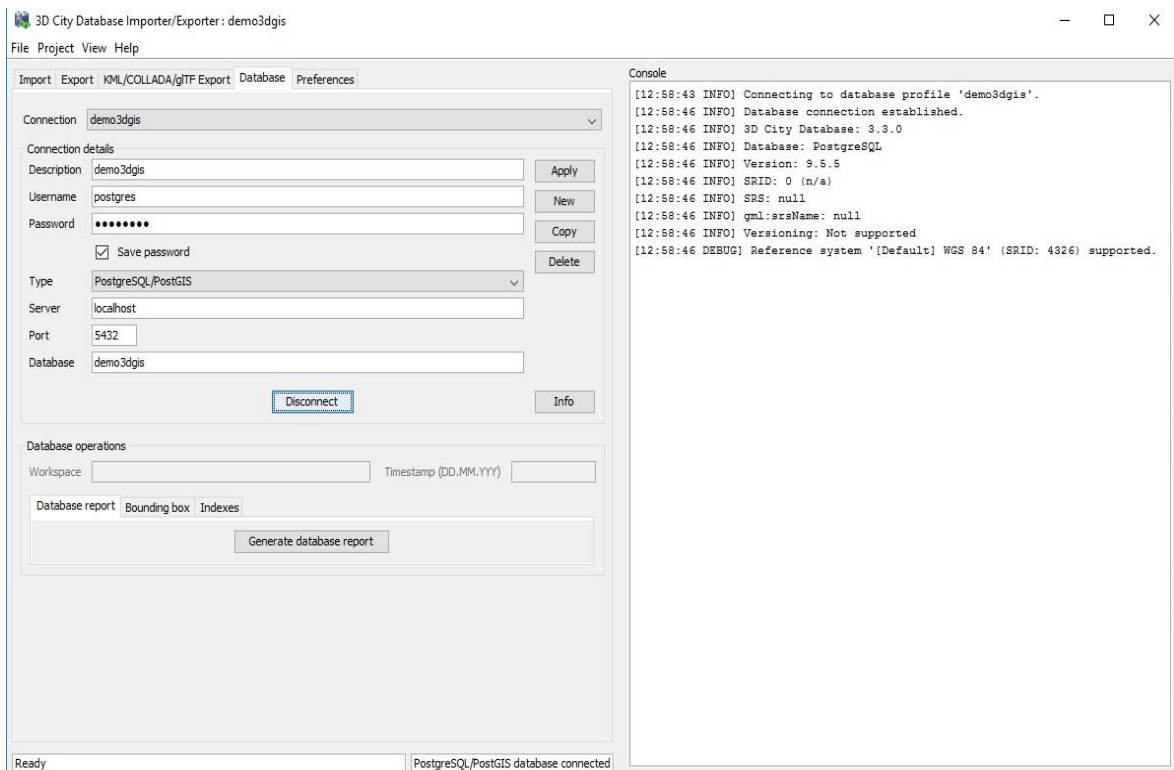 3D City Database Importer/Exporter : demo3dgis
File Project View Help
Import Export KML/COLLADA/glTF Export Database Preferences
Connection demo3dgis
Connection details
Description demo3dgis Apply
Username postgres New
Password ●●●●●●●● Copy
Save password Delete
Type PostgreSQL/PostGIS
Server localhost
Port 5432
Database demo3dgis
Disconnect Info
Database operations
Workspace Timestamp (DD.MM.YYY)
Database report Bounding box Indexes
Generate database report
Ready PostgreSQL/PostGIS database connected
Console
[12:58:43 INFO] Connecting to database profile 'demo3dgis'.
[12:58:46 INFO] Database connection established.
[12:58:46 INFO] 3D City Database: 3.3.0
[12:58:46 INFO] Database: PostgreSQL
[12:58:46 INFO] Version: 9.5.5
[12:58:46 INFO] SRID: 0 (n/a)
[12:58:46 INFO] SRS: null
[12:58:46 INFO] gml:srsName: null
[12:58:46 INFO] Versioning: Not supported
[12:58:46 DEBUG] Reference system '[Default] WGS 84' (SRID: 4326) supported.